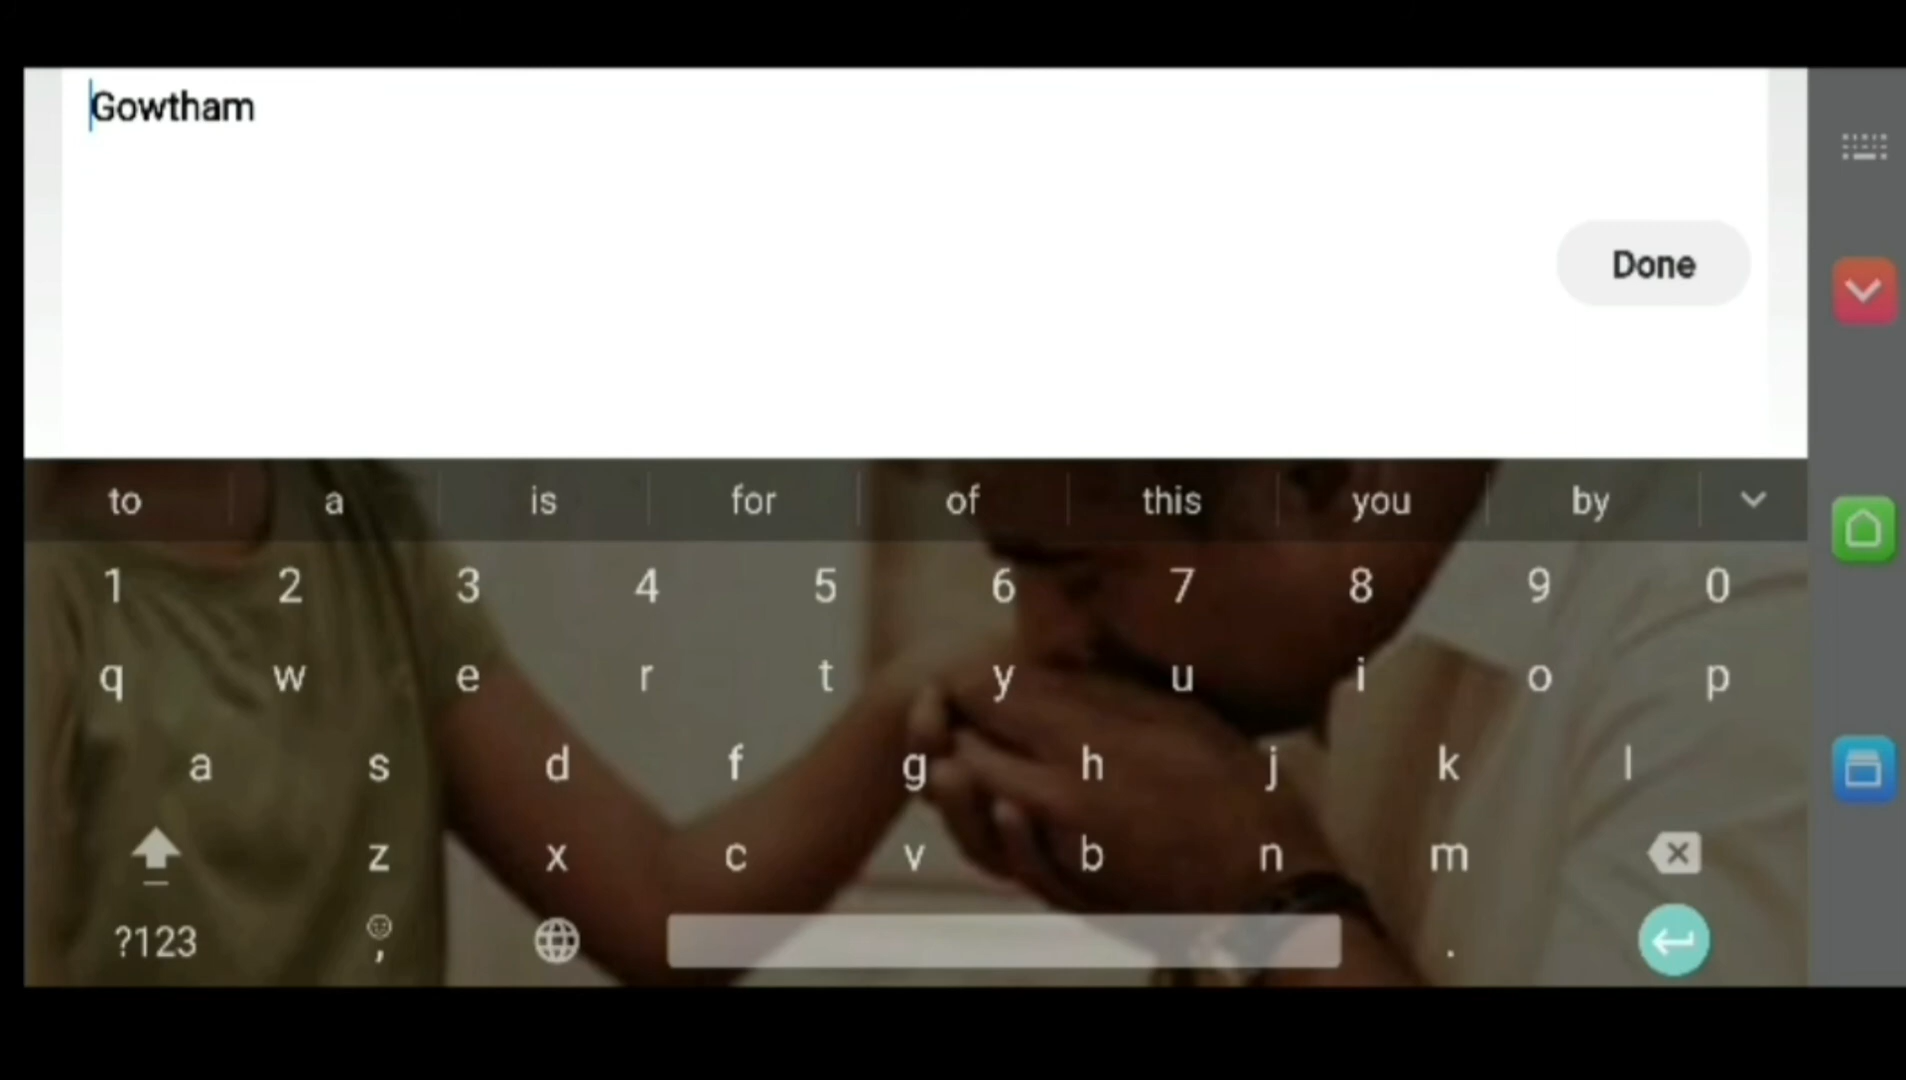 Gowtham
Done
to a is for of this you by
1 2 3 4 5 6 7 8 9 0
q w e r t y u i o p
a s d f g h j k l
z x c v b n m
?123 , .